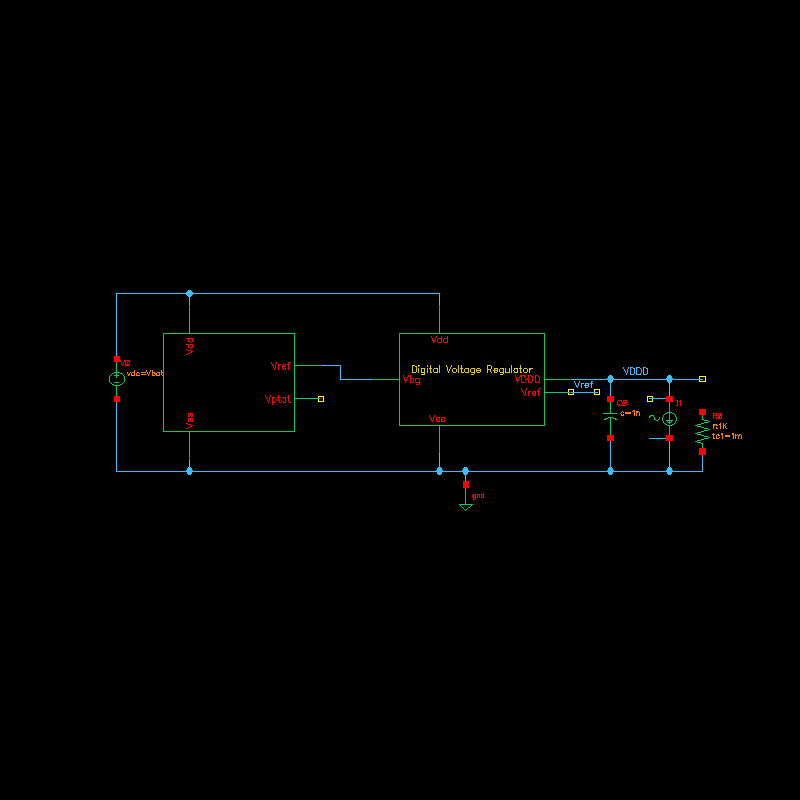 V0
vdc=Vbat
Vdd
Vref
Vptat
Vss
Vdd
Digital Voltage Regulator
Vbg
VDDD
Vref
Vss
gnd
Vref
VDDD
C0
c=1n
I1
R0
r:1K
tc1=1m